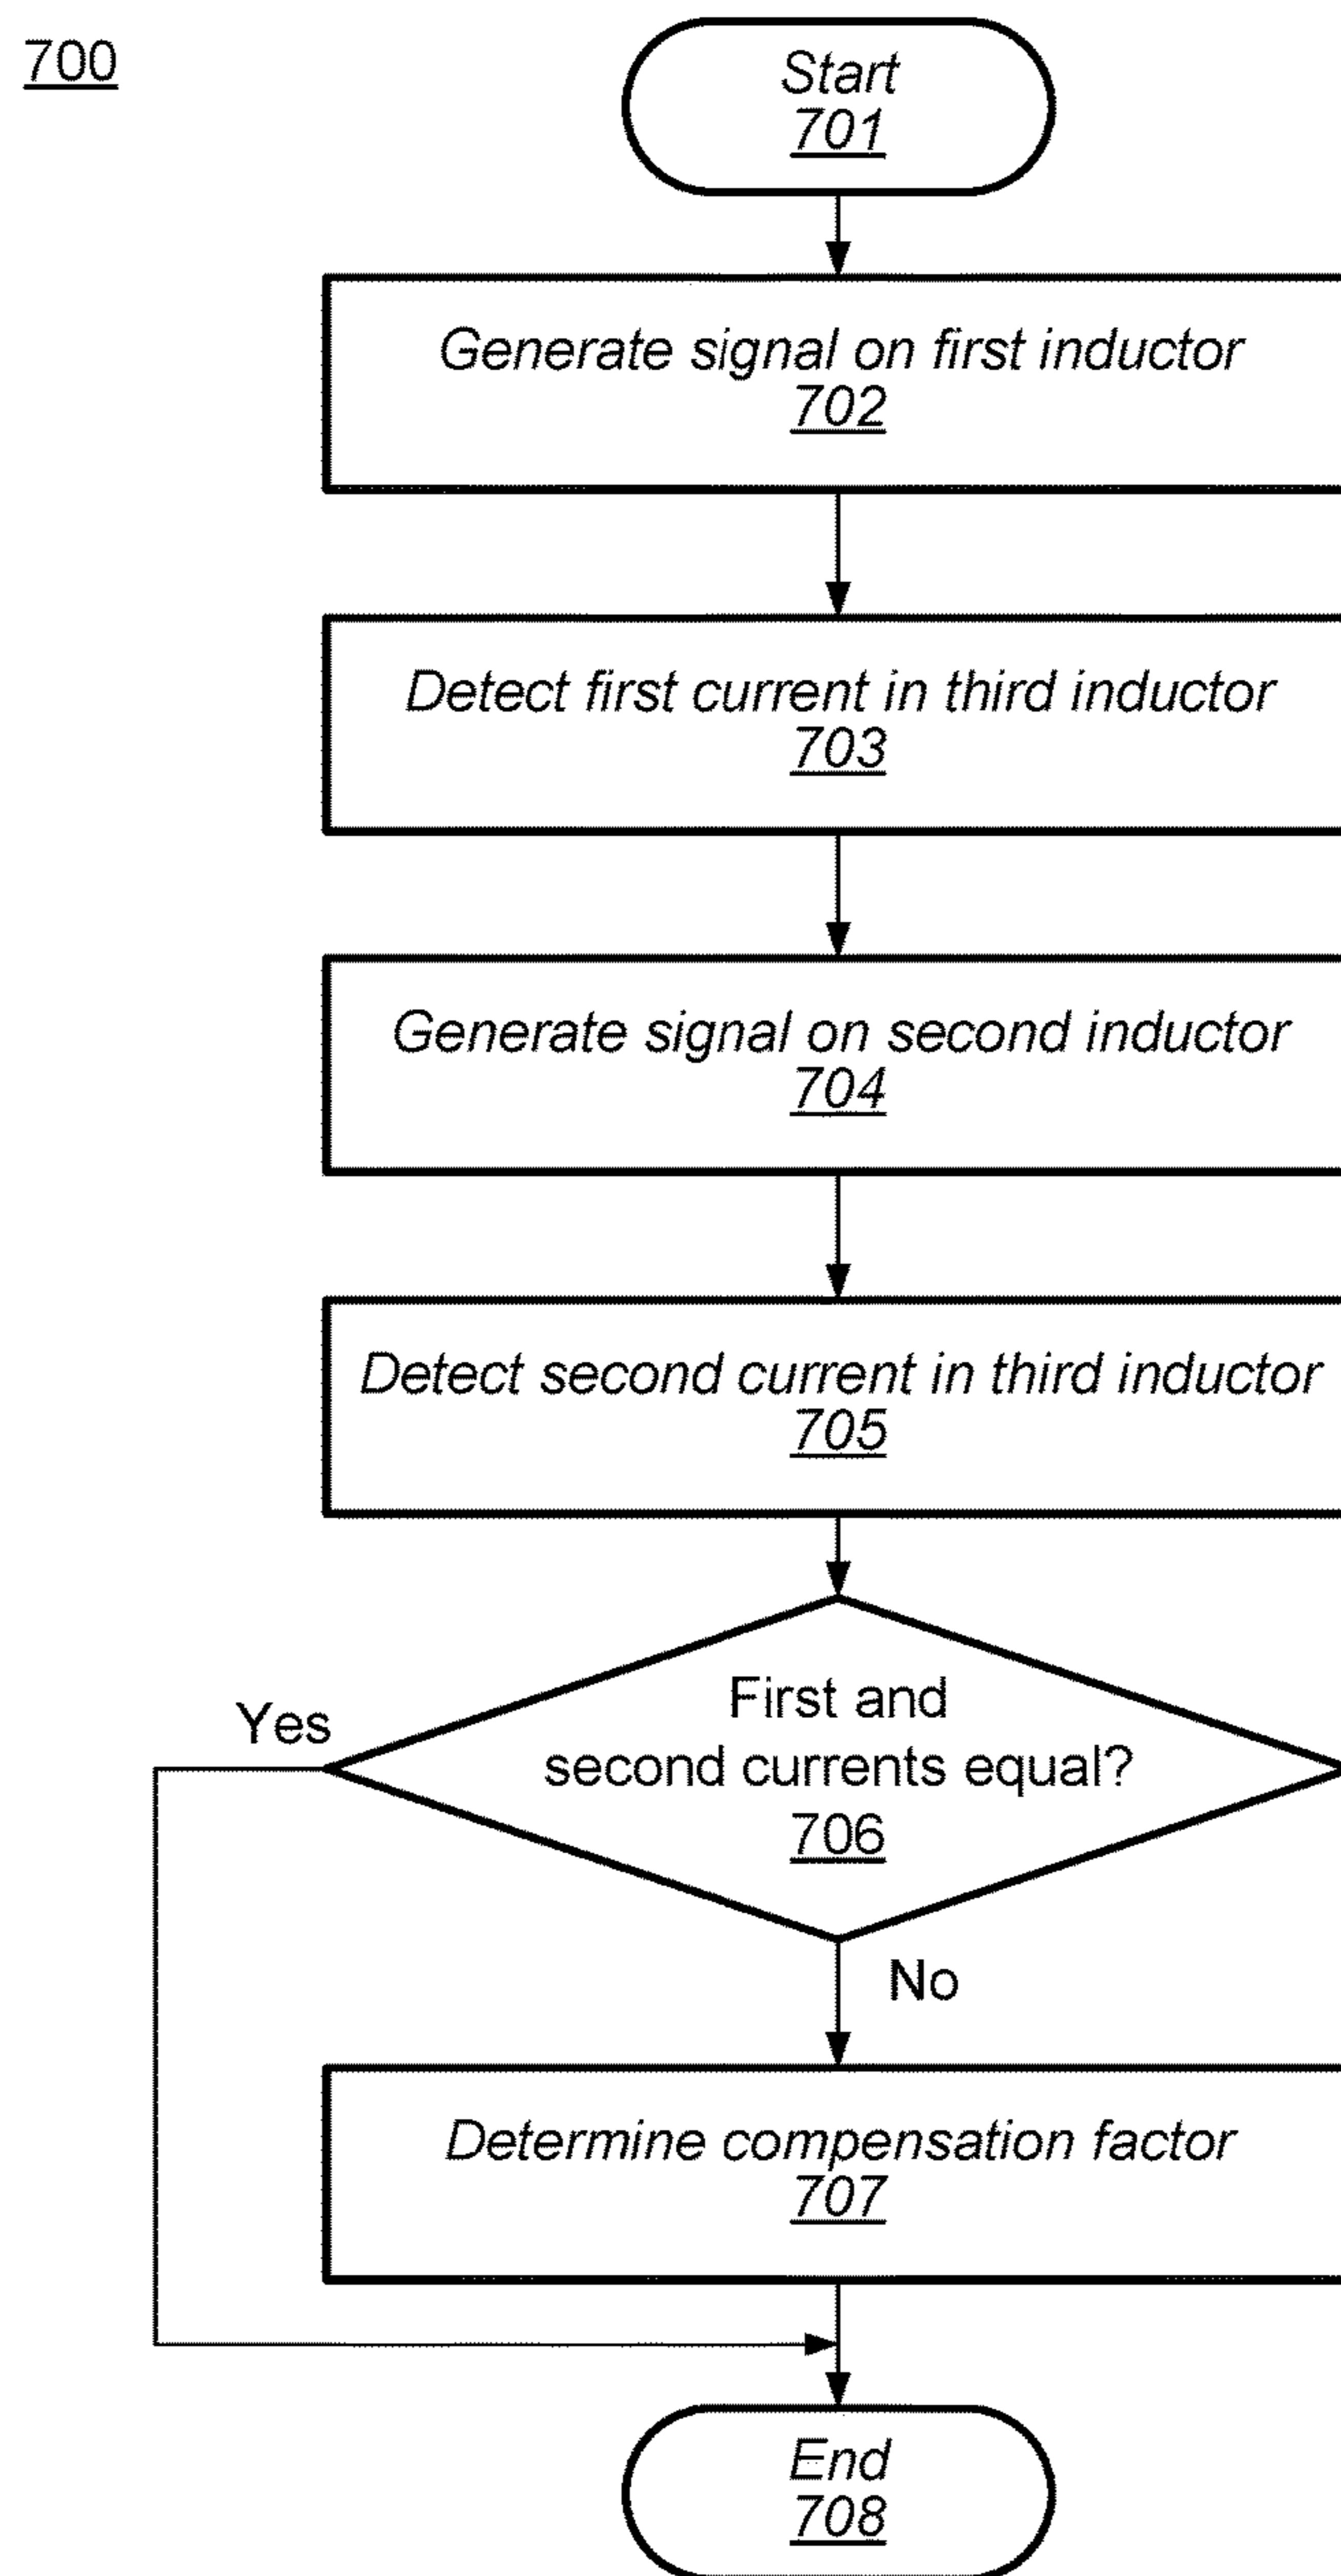 700
Start
701
Generate signal on first inductor
702
Detect first current in third inductor
703
Generate signal on second inductor
704
Detect second current in third inductor
705
First and
second currents equal?
706
Yes
No
Determine compensation factor
707
End
708